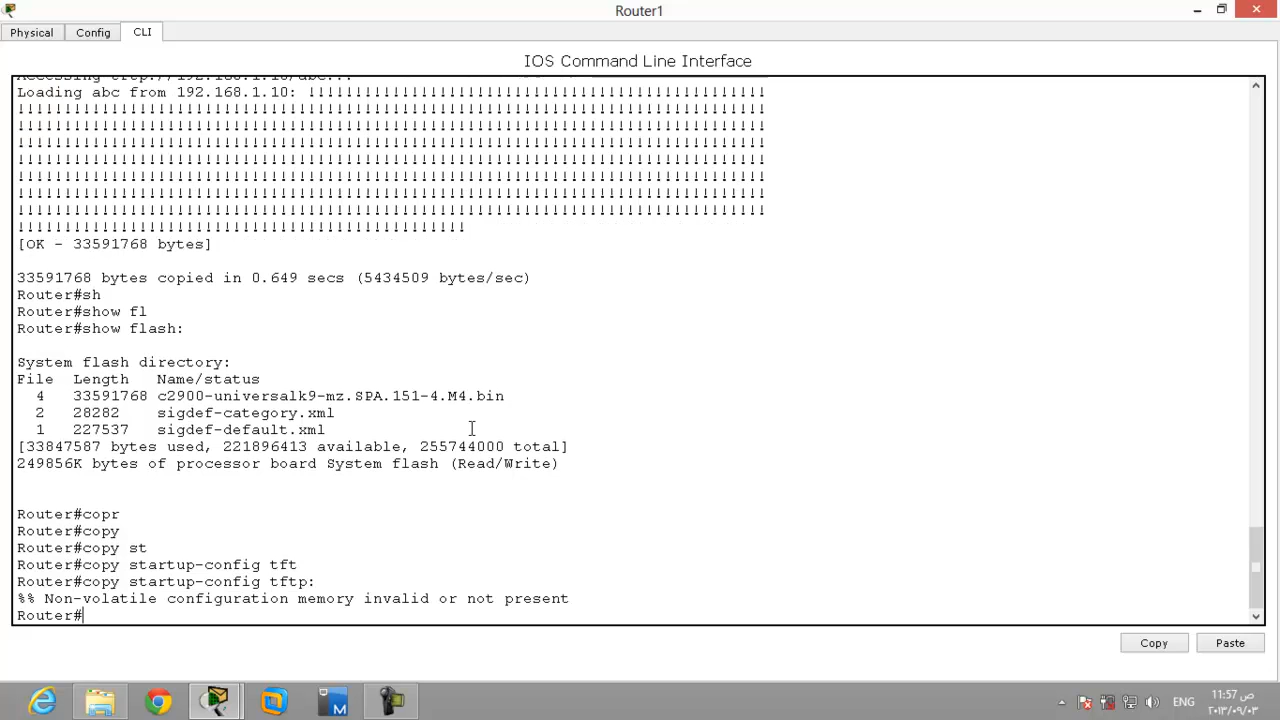 Router1
Physical
Config
CLI
IOS Command Line Interface
Loading abc from 192.168.1.10: !!!!!!!!!!!!!!!!!!!!!!!!!!!!!!!!!!!!!!!!!!!!!!!!!
!!!!!!!!!!!!!!!!!!!!!!!!!!!!!!!!!!!!!!!!!!!!!!!!!!!!!!!!!!!!!!!!!!!!!!!!!!!!!!!!
!!!!!!!!!!!!!!!!!!!!!!!!!!!!!!!!!!!!!!!!!!!!!!!!!!!!!!!!!!!!!!!!!!!!!!!!!!!!!!!!
!!!!!!!!!!!!!!!!!!!!!!!!!!!!!!!!!!!!!!!!!!!!!!!!!!!!!!!!!!!!!!!!!!!!!!!!!!!!!!!!
!!!!!!!!!!!!!!!!!!!!!!!!!!!!!!!!!!!!!!!!!!!!!!!!!!!!!!!!!!!!!!!!!!!!!!!!!!!!!!!!
!!!!!!!!!!!!!!!!!!!!!!!!!!!!!!!!!!!!!!!!!!!!!!!!!!!!!!!!!!!!!!!!!!!!!!!!!!!!!!!!
!!!!!!!!!!!!!!!!!!!!!!!!!!!!!!!!!!!!!!!!!!!!!!!!!!!!!!!!!!!!!!!!!!!!!!!!!!!!!!!!
!!!!!!!!!!!!!!!!!!!!!!!!!!!!!!!!!!!!!!!!!!!!!!!!!!!!!!!!!!!!!!!!!!!!!!!!!!!!!!!!
!!!!!!!!!!!!!!!!!!!!!!!!!!!!!!!!!!!!!!!!!!!!!!!!
[OK - 33591768 bytes]
33591768 bytes copied in 0.649 secs (5434509 bytes/sec)
Router#sh
Router#show fl
Router#show flash:
System flash directory:
File Length Name/status
4 33591768 c2900-universalk9-mz.SPA.151-4.M4.bin
2 28282 sigdef-category.xml
1 227537 sigdef-default.xml
[33847587 bytes used, 221896413 available, 255744000 total]
249856K bytes of processor board System flash (Read/Write)
Router#copr
Router#copy
Router#copy st
Router#copy startup-config tft
Router#copy startup-config tftp:
%% Non-volatile configuration memory invalid or not present
Router#
Copy
Paste
ENG
11:57 ص
٢٠١٣/٠٩/٠٣